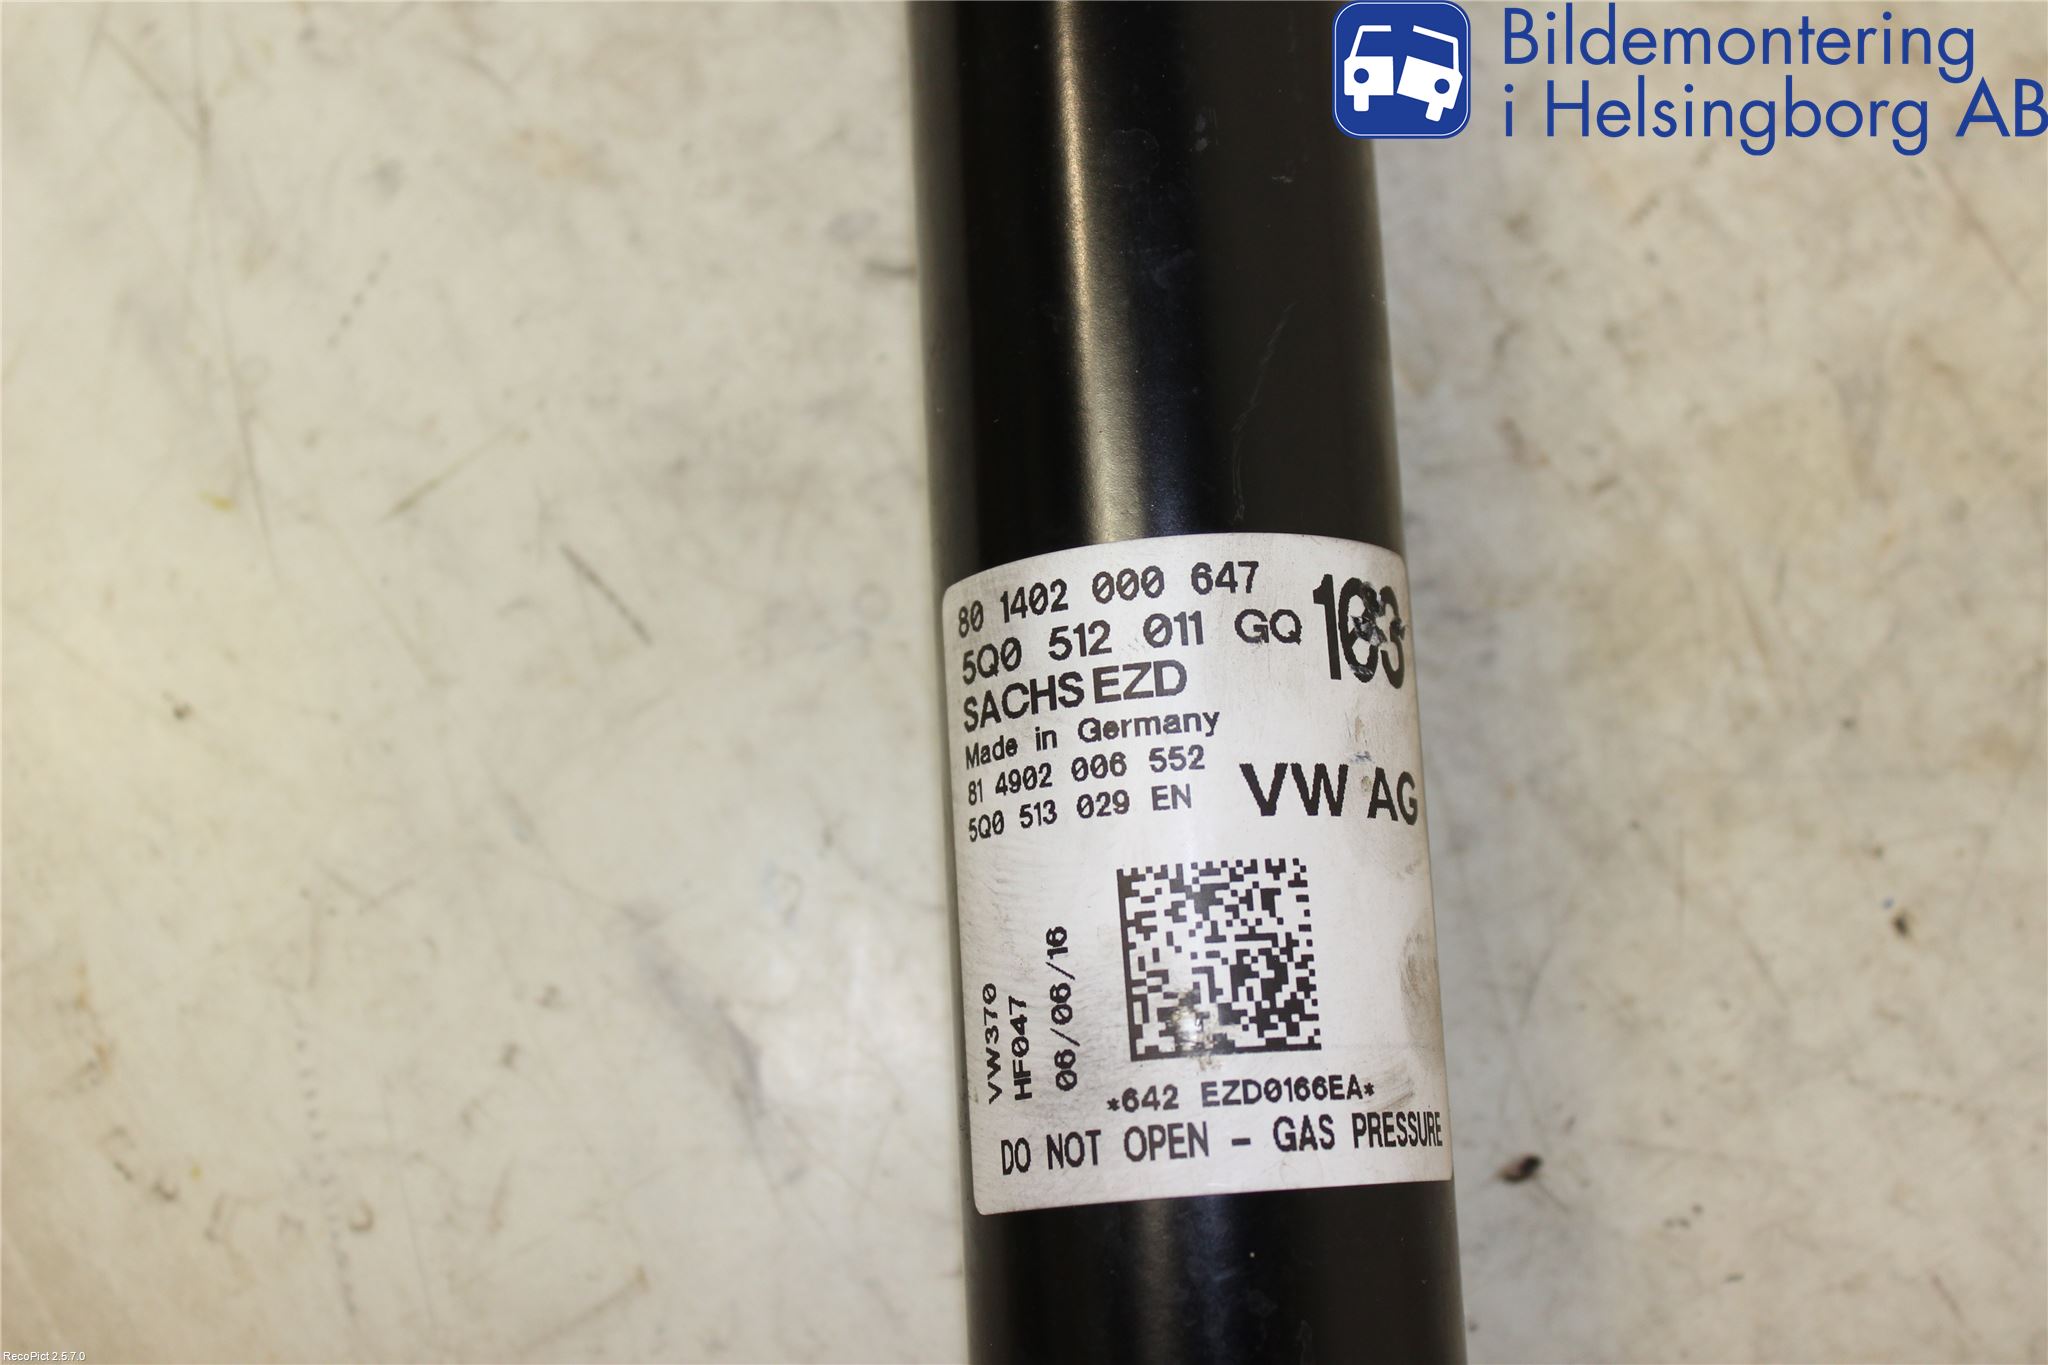 Bildemontering
i Helsingborg AB
80 1402 000 647
5Q0 512 011 GQ
SACHS EZD
Made in Germany
81 4902 006 552
5Q0 513 029 EN
VW AG
VW370
HF047
06/06/16
*642 EZD0166EA*
DO NOT OPEN - GAS PRESSURE
RecoPict 2.5.7.0